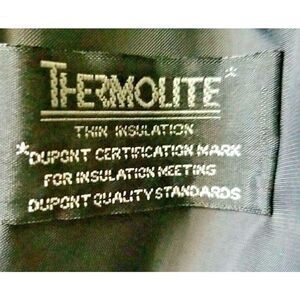 THERMOLITE*
THIN INSULATION
*DUPONT CERTIFICATION MARK
FOR INSULATION MEETING
DUPONT QUALITY STANDARDS